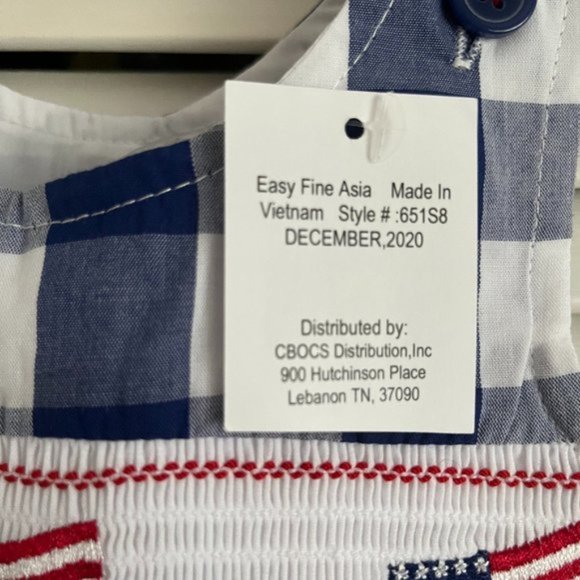 Easy Fine Asia Made In
Vietnam Style # :651S8
DECEMBER,2020
Distributed by:
CBOCS Distribution,Inc
900 Hutchinson Place
Lebanon TN, 37090